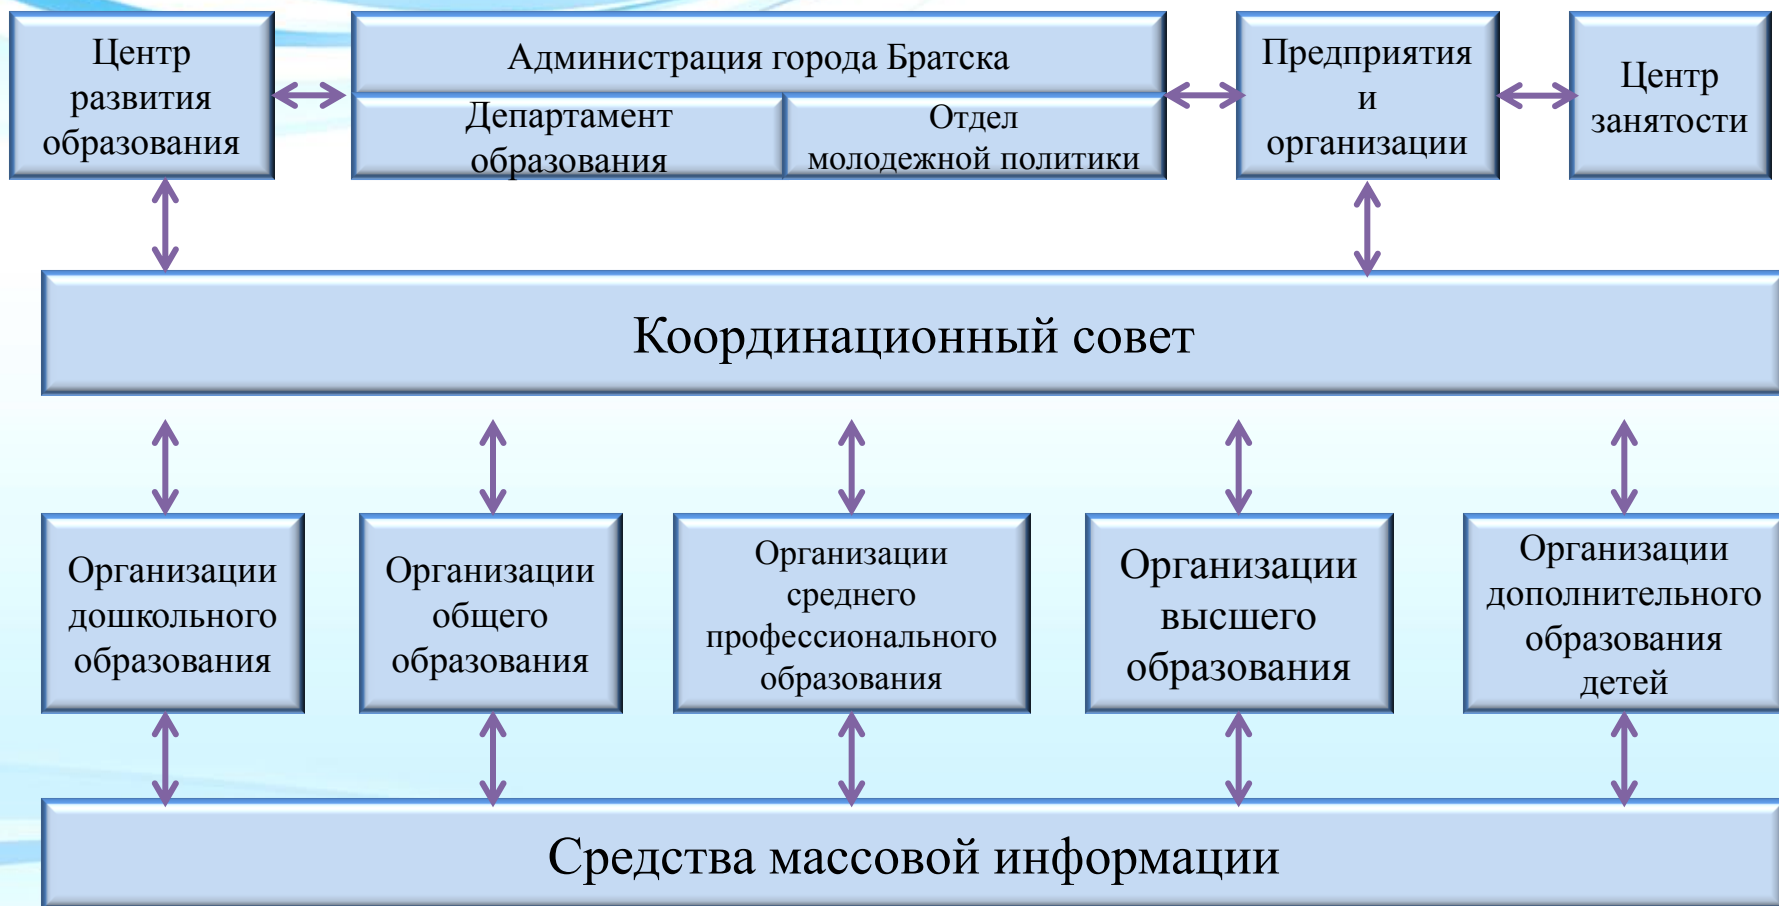 Центр
развития
образования
Администрация города Братска
Департамент
образования
Отдел
молодежной политики
Предприятия
и
организации
Центр
занятости
Координационный совет
Организации
дошкольного
образования
Организации
общего
образования
Организации
среднего
профессионального
образования
Организации
высшего
образования
Организации
дополнительного
образования
детей
Средства массовой информации